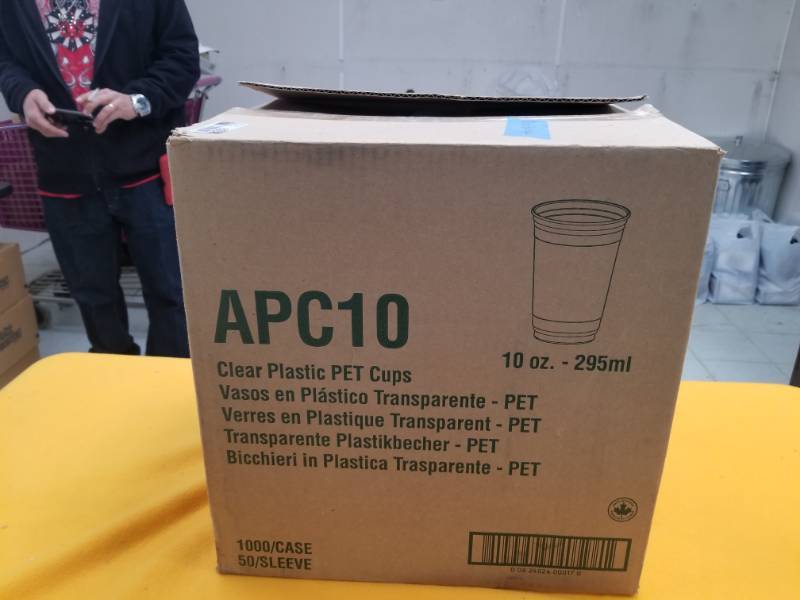 APC10
10 oz. - 295ml
Clear Plastic PET Cups
Vasos en Plástico Transparente - PET
Verres en Plastique Transparent - PET
Transparente Plastikbecher - PET
Bicchieri in Plastica Trasparente - PET
1000/CASE
50/SLEEVE